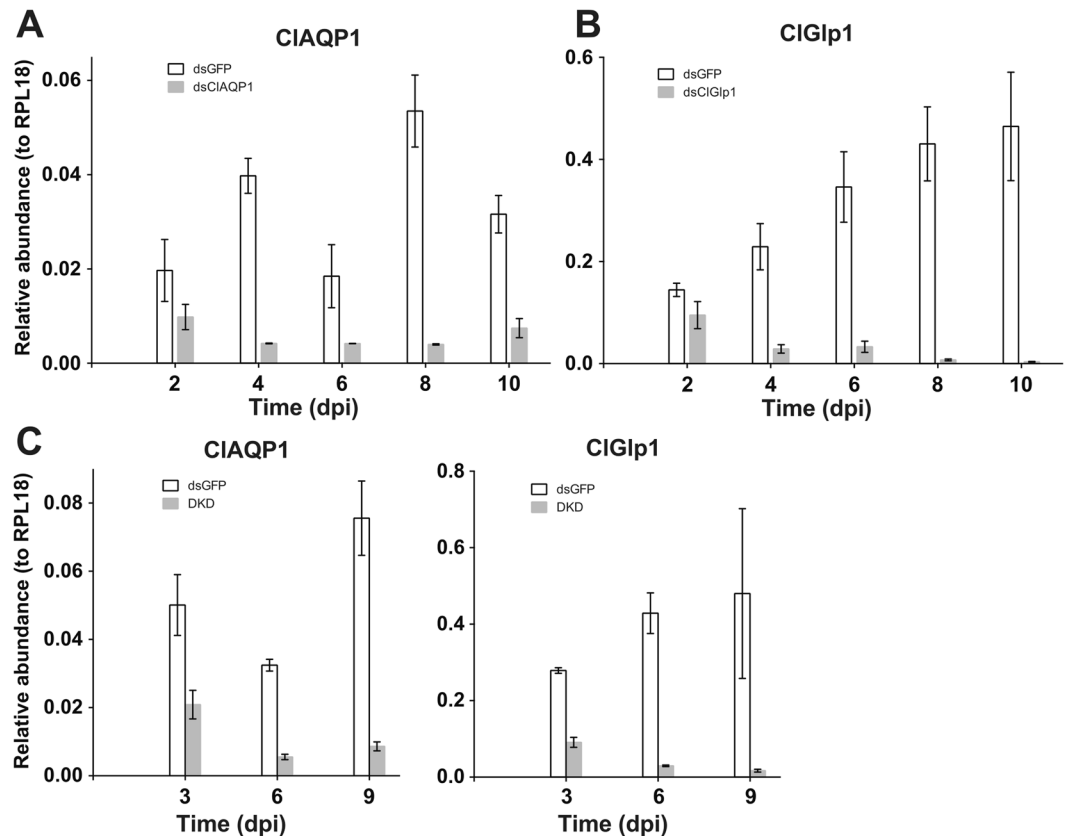 A
ClAQP1
dsGFP
dsClAQP1
Relative abundance (to RPL18)
0.06
0.04
0.02
0.00
2 4 6 8 10
Time (dpi)
B
ClGlp1
dsGFP
dsClGlp1
0.6
0.4
0.2
0.0
2 4 6 8 10
Time (dpi)
C
ClAQP1
dsGFP
DKD
Relative abundance (to RPL18)
0.08
0.06
0.04
0.02
0.00
3 6 9
Time (dpi)
ClGlp1
dsGFP
DKD
0.8
0.6
0.4
0.2
0.0
3 6 9
Time (dpi)